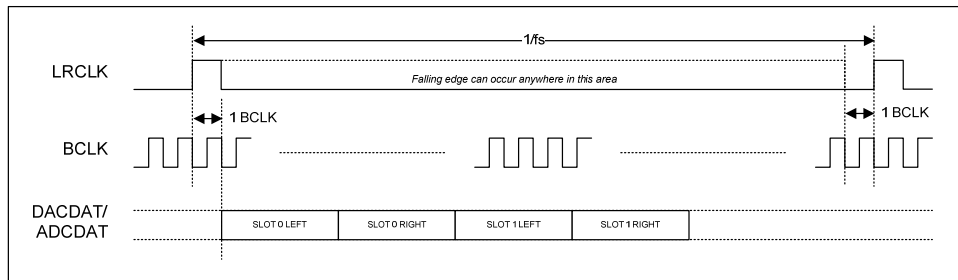 1/fs
LRCLK
Falling edge can occur anywhere in this area
1 BCLK
1 BCLK
BCLK
DACDAT/
ADCDAT
SLOT 0 LEFT
SLOT 0 RIGHT
SLOT 1 LEFT
SLOT 1 RIGHT